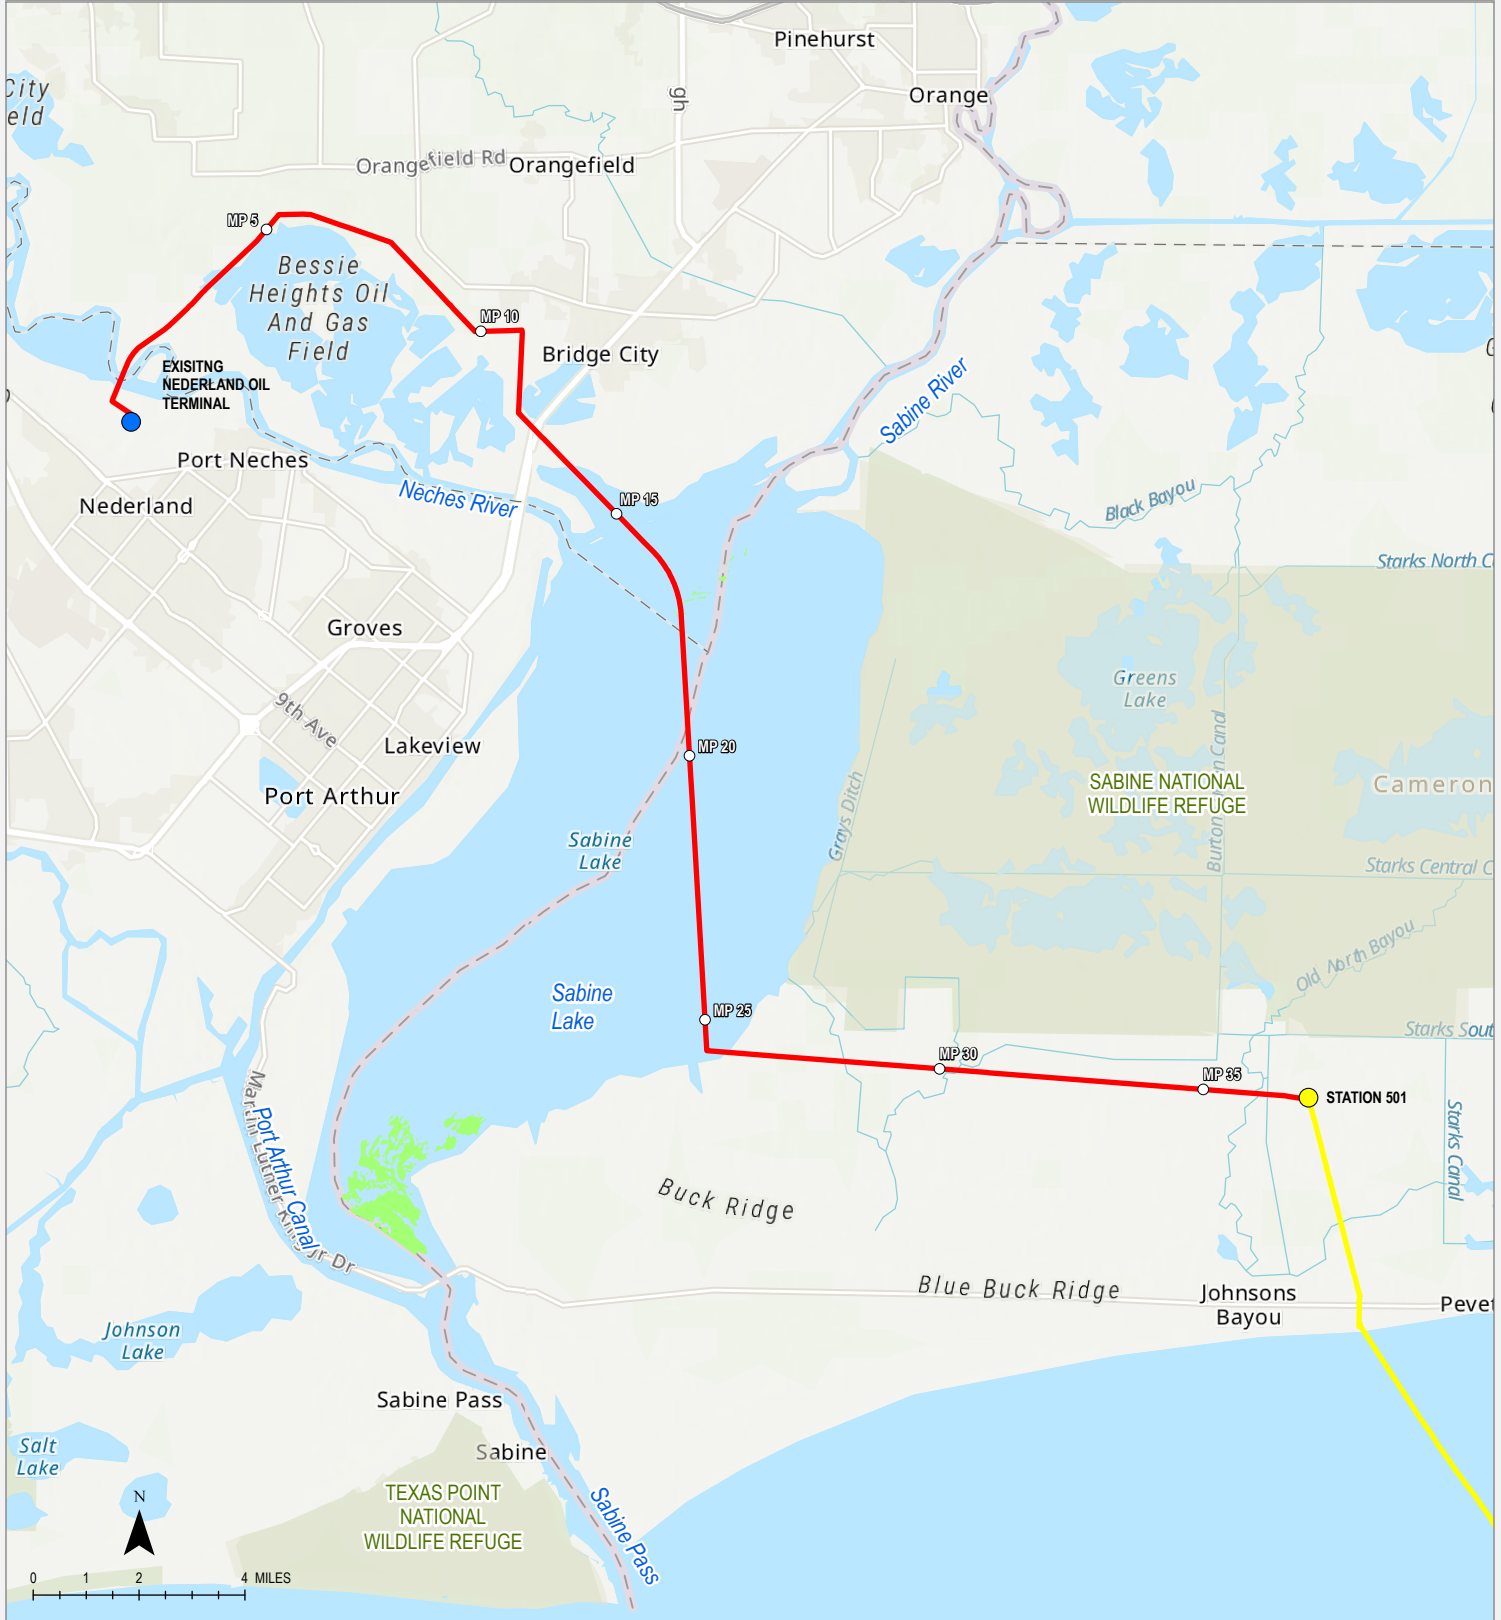 Pinehurst
City
eld
Orange
gh
Orangefield Rd
Orangefield
MP 5
Bessie
Heights Oil
And Gas
Field
MP 10
Bridge City
EXISITNG
NEDERLAND OIL
TERMINAL
Sabine River
Port Neches
Neches River
Nederland
MP 15
Black Bayou
Starks North C
Groves
Greens
Lake
9th Ave
Lakeview
MP 20
Port Arthur
SABINE NATIONAL
WILDLIFE REFUGE
Cameron
Grays Ditch
Sabine
Lake
Starks Central C
Old North Bayou
Sabine
Lake
MP 25
Starks Sout
MP 30
MP 35
STATION 501
Starks Canal
Port Arthur Canal
Jr Dr
Buck Ridge
Blue Buck Ridge
Johnsons
Bayou
Pevet
Johnson
Lake
Sabine Pass
Salt
Lake
Sabine
TEXAS POINT
NATIONAL
WILDLIFE REFUGE
Sabine Pass
N
0 1 2 4 MILES